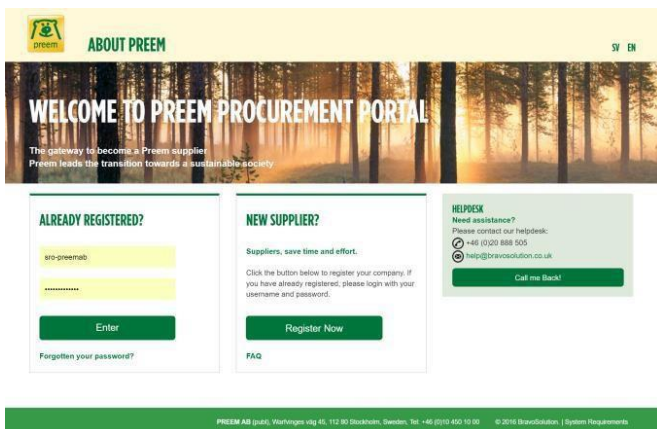 preem
ABOUT PREEM
SV EN
WELCOME TO PREEM PROCUREMENT PORTAL
The gateway to become a Preem supplier
Preem leads the transition towards a sustainable society
ALREADY REGISTERED?
sro-preemab
•••••••••••••
Enter
Forgotten your password?
NEW SUPPLIER?
Suppliers, save time and effort.
Click the button below to register your company. If
you have already registered, please login with your
username and password.
Register Now
FAQ
HELPDESK
Need assistance?
Please contact our helpdesk:
+46 (0)20 888 505
help@bravosolution.co.uk
Call me Back!
PREEM AB (publ), Warfvinges väg 45, 112 80 Stockholm, Sweden, Tel. +46 (0)10 450 10 00 © 2016 BravoSolution. | System Requirements